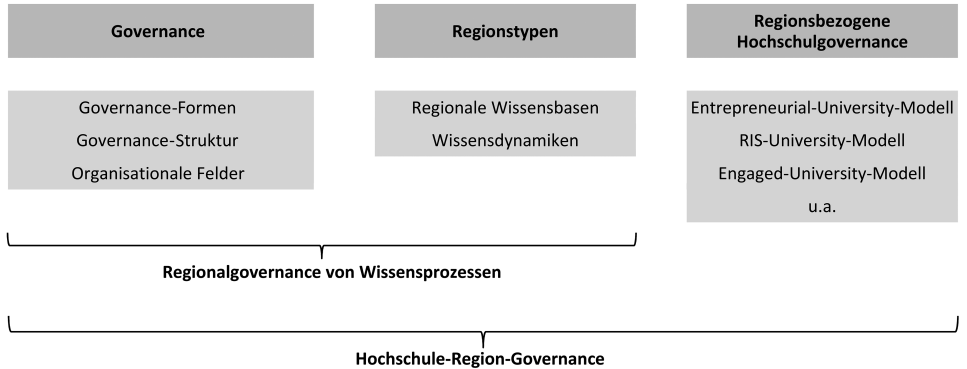 Governance
Regionstypen
Regionsbezogene
Hochschulgovernance
Governance-Formen
Governance-Struktur
Organisationale Felder
Regionale Wissensbasen
Wissensdynamiken
Entrepreneurial-University-Modell
RIS-University-Modell
Engaged-University-Modell
u.a.
Regionalgovernance von Wissensprozessen
Hochschule-Region-Governance